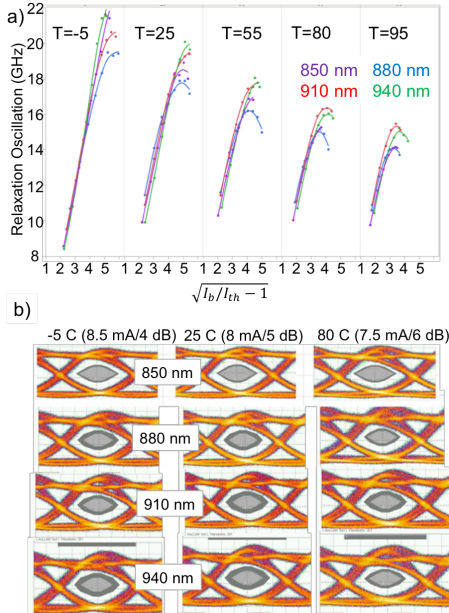 a)
Relaxation Oscillation (GHz)
22
20
18
16
14
12
10
8
T=-5 T=25 T=55 T=80 T=95
850 nm 880 nm
910 nm 940 nm
1 2 3 4 5 1 2 3 4 5 1 2 3 4 5 1 2 3 4 5 1 2 3 4 5
√I_b/I_th − 1
b)
-5 C (8.5 mA/4 dB) 25 C (8 mA/5 dB) 80 C (7.5 mA/6 dB)
850 nm
880 nm
910 nm
940 nm